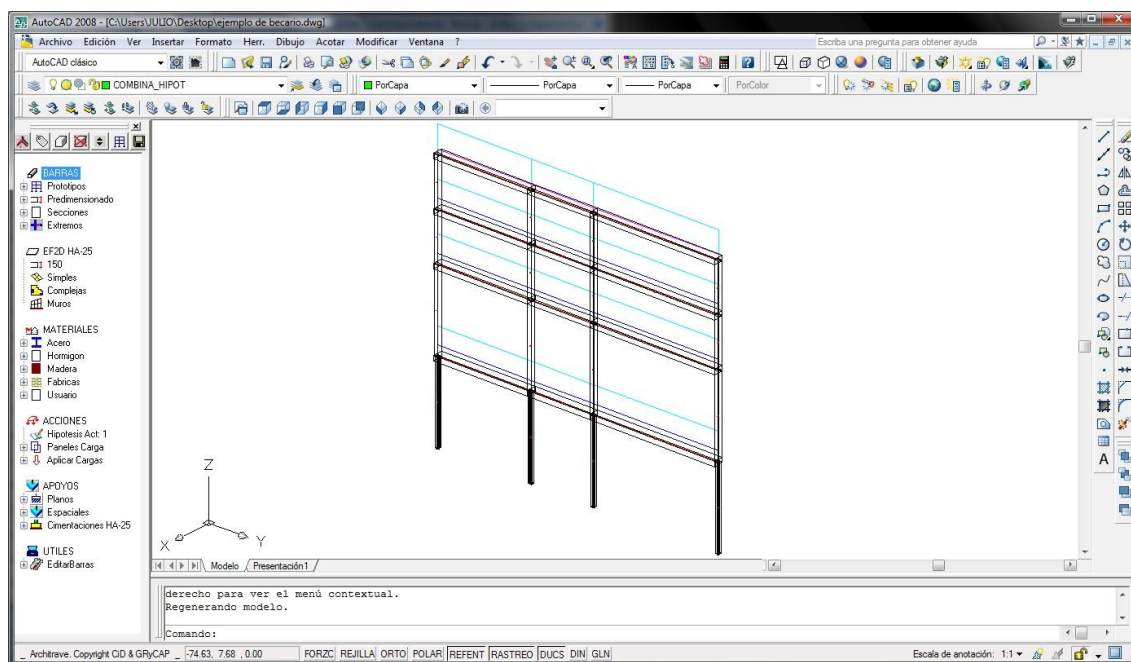 AutoCAD 2008 - [C:\Users\JULIO\Desktop\ejemplo de becario.dwg]
Archivo Edición Ver Insertar Formato Herr. Dibujo Acotar Modificar Ventana ?
Escriba una pregunta para obtener ayuda
AutoCAD clásico
COMBINA_HIPOT
PorCapa
PorCapa
PorCapa
PorColor
BARRAS
Prototipos
Predimensionado
Secciones
Extremos
EF2D HA-25
150
Simples
Complejas
Muros
MATERIALES
Acero
Hormigon
Madera
Fabricas
Usuario
ACCIONES
Hipotesis Act: 1
Paneles Carga
Aplicar Cargas
APOYOS
Planos
Espaciales
Cimentaciones HA-25
UTILES
EditarBarras
Z
X
Y
A
Modelo
Presentación1
derecho para ver el menú contextual.
Regenerando modelo.
Comando:
_ Architrave. Copyright CiD & GRyCAP _ -74.63, 7.68 , 0.00 FORZC REJILLA ORTO POLAR REFENT RASTREO DUCS DIN GLN Escala de anotación: 1:1